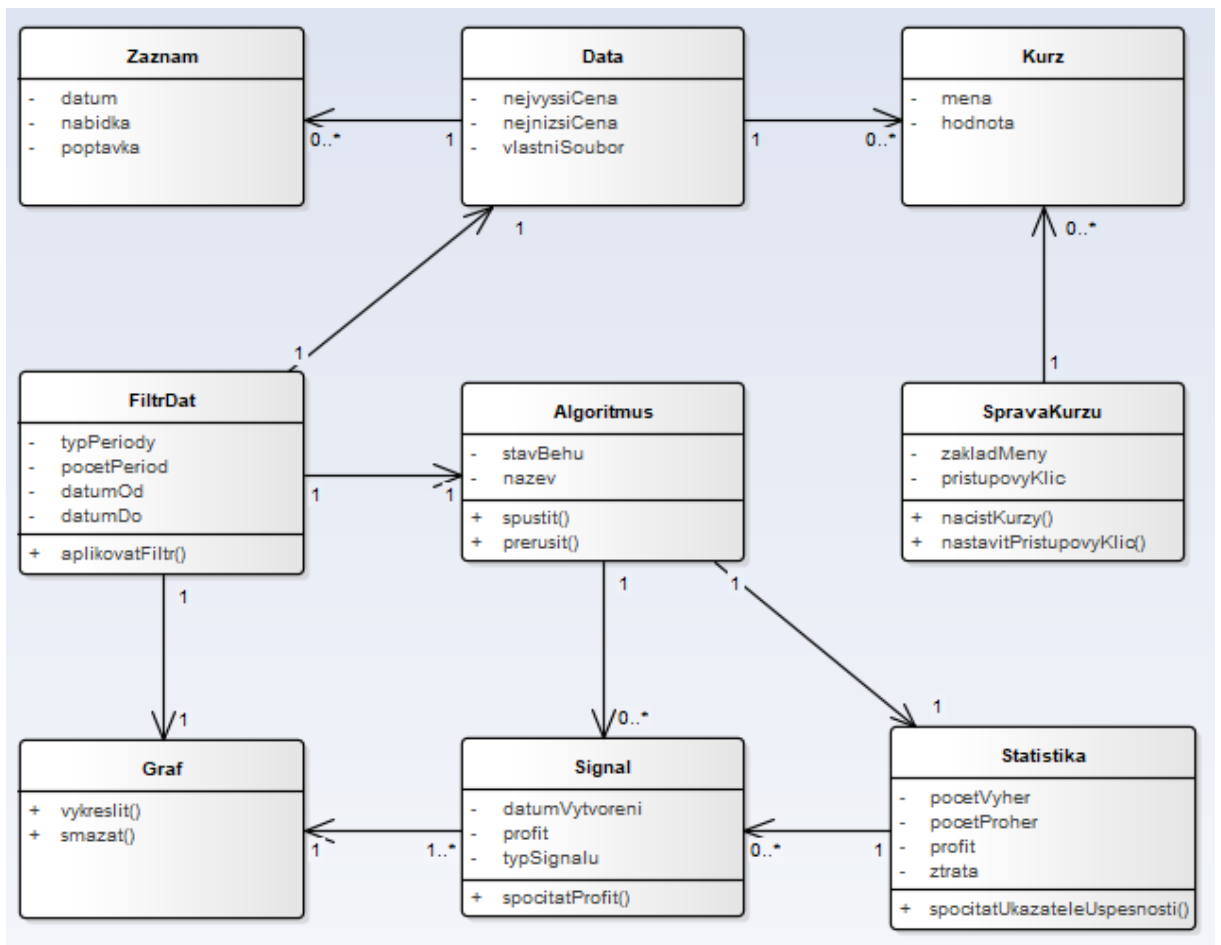 Zaznam
- datum
- nabidka
- poptavka
Data
- nejvyssiCena
- nejnizsiCena
- vlastniSoubor
Kurz
- mena
- hodnota
0..*
1
1
0..*
1
0..*
1
1
FiltrDat
- typPeriody
- pocetPeriod
- datumOd
- datumDo
+ aplikovatFiltr()
Algoritmus
- stavBehu
- nazev
+ spustit()
+ prerusit()
SpravaKurzu
- zakladMeny
- pristupovyKlic
+ nacistKurzy()
+ nastavitPristupovyKlic()
1
1
1
1
1
1
0..*
1
Graf
+ vykreslit()
+ smazat()
Signal
- datumVytvoreni
- profit
- typSignalu
+ spocitatProfit()
Statistika
- pocetVyher
- pocetProher
- profit
- ztrata
+ spocitatUkazateleUspesnosti()
1
1..*
0..*
1